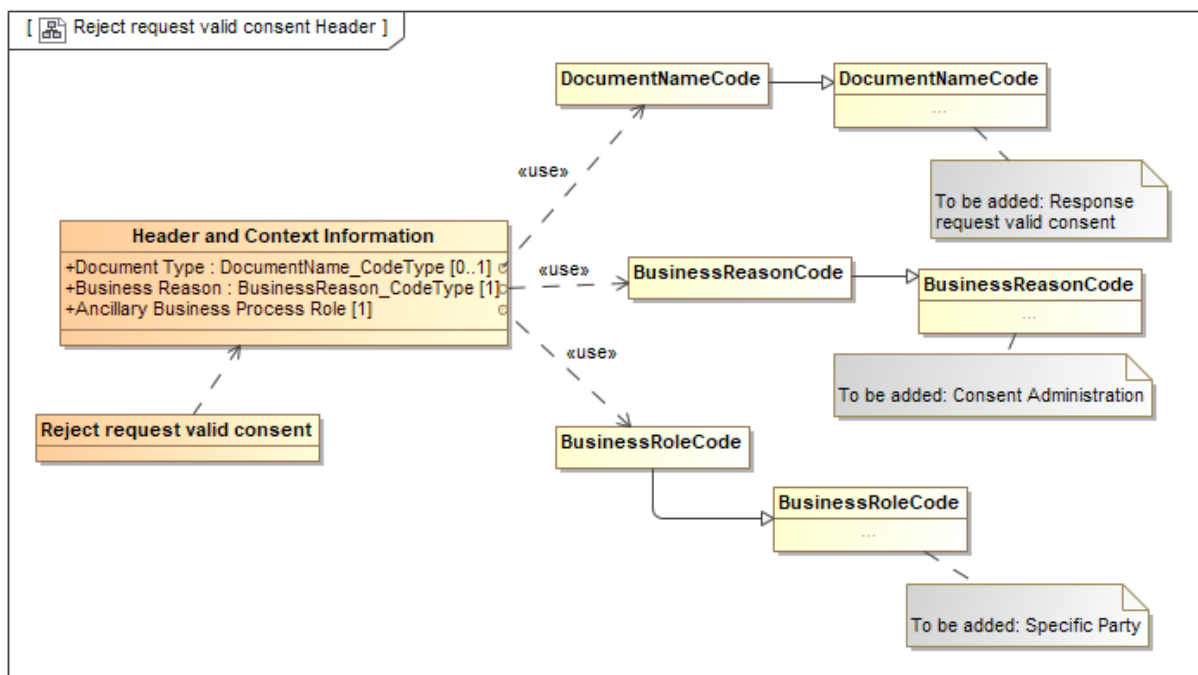 [ Reject request valid consent Header ]
DocumentNameCode
DocumentNameCode
...
«use»
To be added: Response
request valid consent
Header and Context Information
+Document Type : DocumentName_CodeType [0..1]
+Business Reason : BusinessReason_CodeType [1]
+Ancillary Business Process Role [1]
«use»
BusinessReasonCode
BusinessReasonCode
...
«use»
To be added: Consent Administration
Reject request valid consent
BusinessRoleCode
BusinessRoleCode
...
To be added: Specific Party